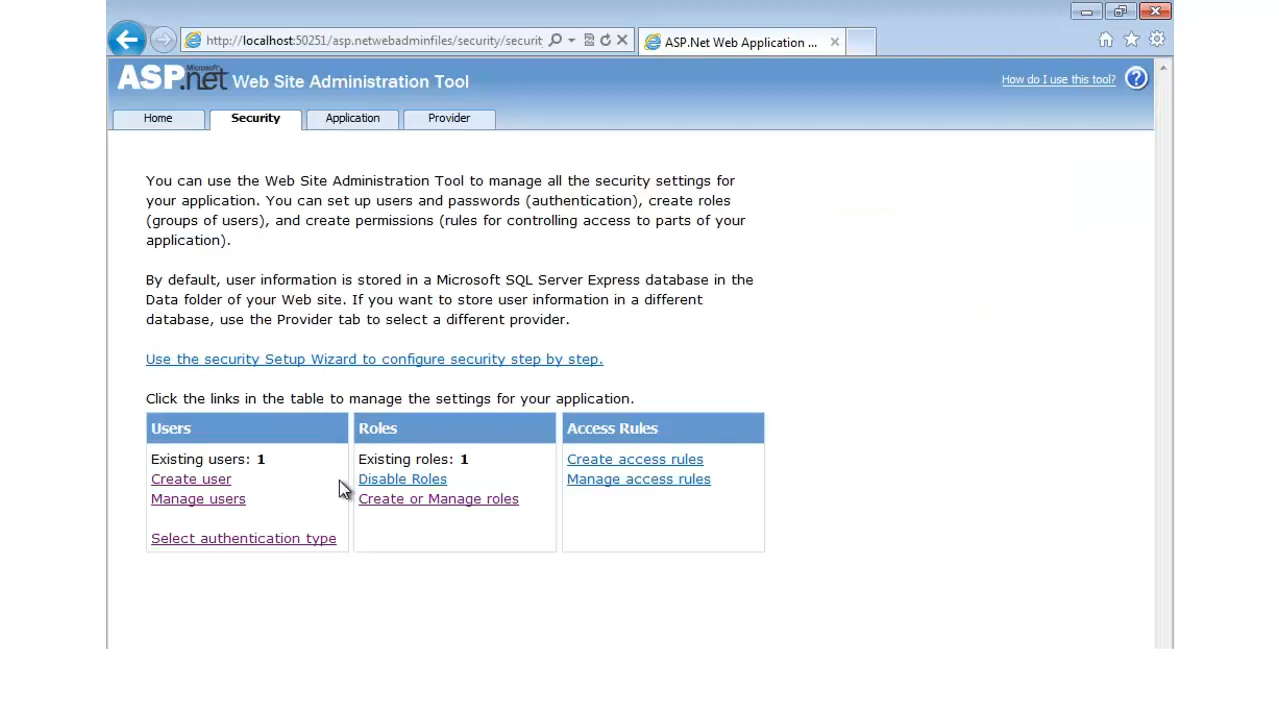 http://localhost:50251/asp.netwebadminfiles/security/securit
ASP.Net Web Application ...
Microsoft
ASP.net Web Site Administration Tool
How do I use this tool? ?
Home Security Application Provider
You can use the Web Site Administration Tool to manage all the security settings for
your application. You can set up users and passwords (authentication), create roles
(groups of users), and create permissions (rules for controlling access to parts of your
application).
By default, user information is stored in a Microsoft SQL Server Express database in the
Data folder of your Web site. If you want to store user information in a different
database, use the Provider tab to select a different provider.
Use the security Setup Wizard to configure security step by step.
Click the links in the table to manage the settings for your application.
Users Roles Access Rules
Existing users: 1 Existing roles: 1 Create access rules
Create user Disable Roles Manage access rules
Manage users Create or Manage roles
Select authentication type